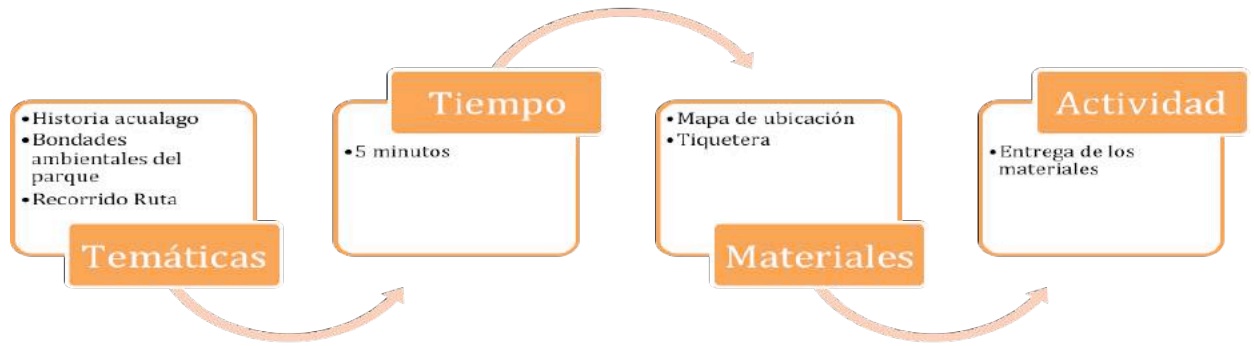 • Historia acualago
• Bondades
ambientales del
parque
• Recorrido Ruta
Temáticas
Tiempo
• 5 minutos
• Mapa de ubicación
• Tiquetera
Materiales
Actividad
• Entrega de los
materiales